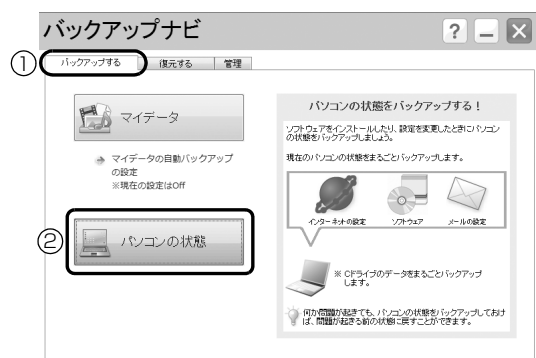 バックアップナビ
? − ×
① バックアップする 復元する 管理
マイデータ
マイデータの自動バックアップ
の設定
※現在の設定はOff
② パソコンの状態
パソコンの状態をバックアップする！
ソフトウェアをインストールしたり、設定を変更したときにパソコン
の状態をバックアップしましょう。
現在のパソコンの状態をまるごとバックアップします。
インターネットの設定 ソフトウェア メールの設定
※ Cドライブのデータをまるごとバックアップ
します。
何か問題が起きても、パソコンの状態をバックアップしておけ
ば、問題が起きる前の状態に戻すことができます。